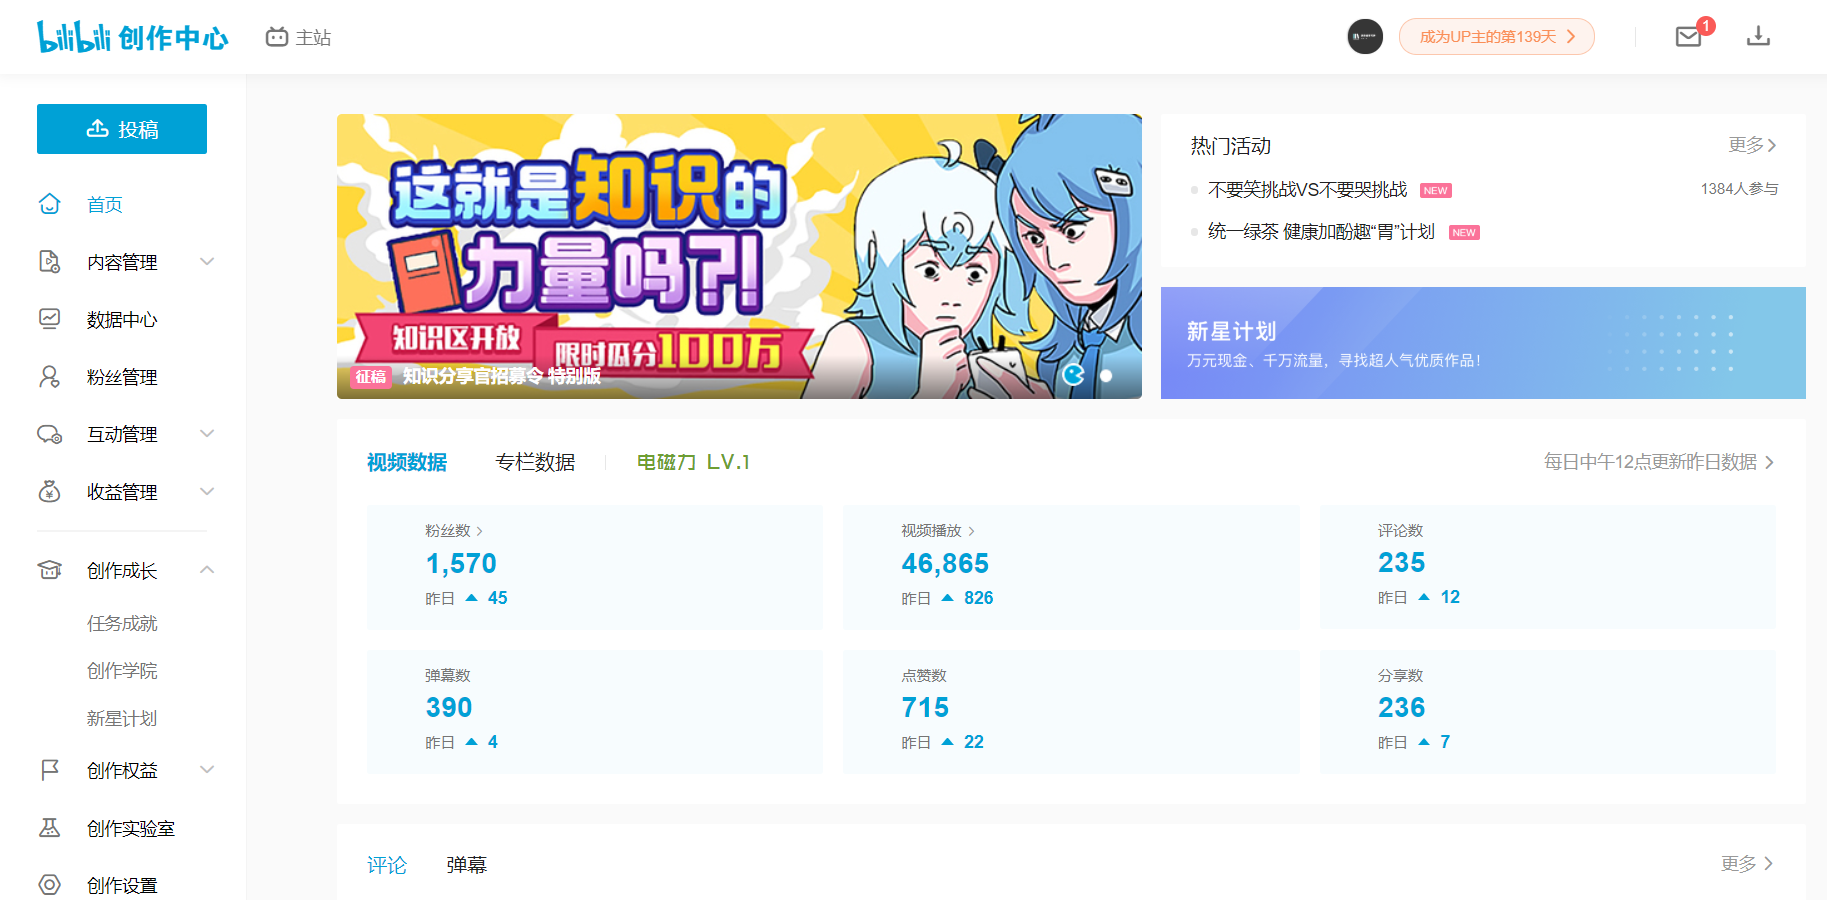 bilibili 创作中心
主站
成为UP主的第139天
1
投稿
首页
内容管理
数据中心
粉丝管理
互动管理
收益管理
创作成长
任务成就
创作学院
新星计划
创作权益
创作实验室
创作设置
这就是知识的
力量吗?!
知识区开放
限时瓜分100万
征稿 知识分享官招募令 特别版
热门活动
更多
不要笑挑战VS不要哭挑战 NEW
1384人参与
统一绿茶 健康加酚趣“胃”计划 NEW
新星计划
万元现金、千万流量，寻找超人气优质作品！
视频数据
专栏数据
电磁力 LV.1
每日中午12点更新昨日数据
粉丝数
1,570
昨日 45
视频播放
46,865
昨日 826
评论数
235
昨日 12
弹幕数
390
昨日 4
点赞数
715
昨日 22
分享数
236
昨日 7
评论
弹幕
更多